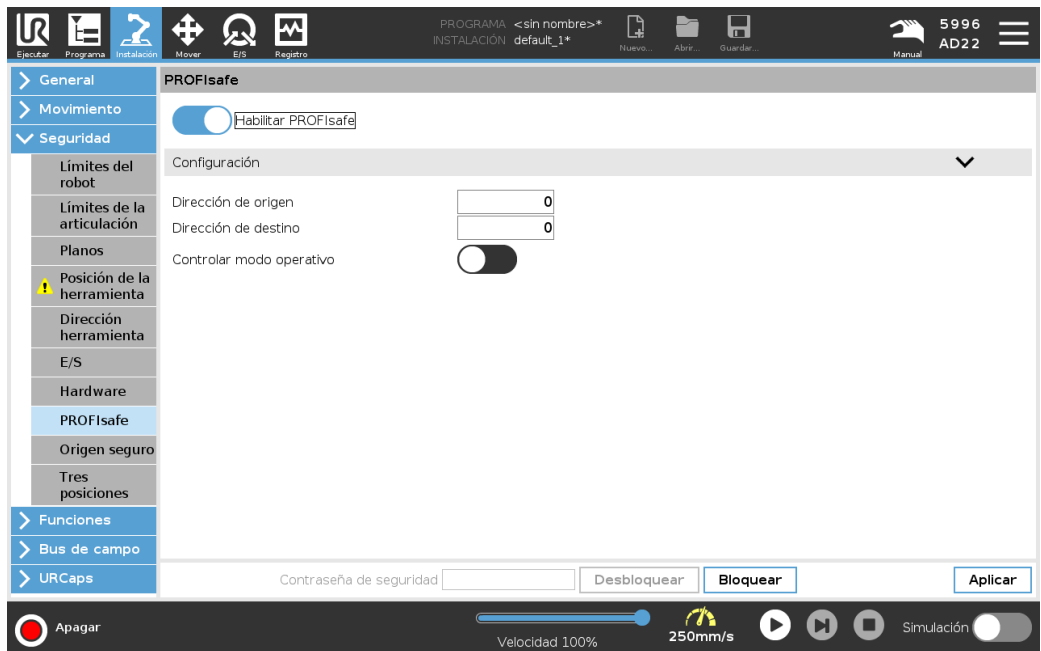 PROGRAMA <sin nombre>*
INSTALACIÓN default_1*
Ejecutar Programa Instalación Mover E/S Registro
Nuevo... Abrir... Guardar...
Manual
5996
AD22
General
Movimiento
Seguridad
Límites del
robot
Límites de la
articulación
Planos
Posición de la
herramienta
Dirección
herramienta
E/S
Hardware
PROFIsafe
Origen seguro
Tres
posiciones
Funciones
Bus de campo
URCaps
PROFIsafe
Habilitar PROFIsafe
Configuración
Dirección de origen 0
Dirección de destino 0
Controlar modo operativo
Contraseña de seguridad Desbloquear Bloquear Aplicar
Apagar
Velocidad 100%
250mm/s
Simulación